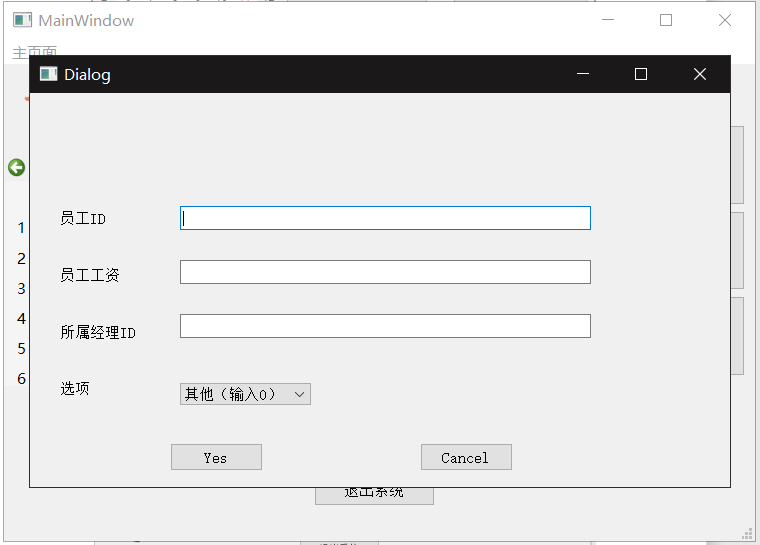 MainWindow
主页面
Dialog
员工ID
员工工资
所属经理ID
选项
其他（输入0）
Yes
Cancel
1
2
3
4
5
6
退出系统